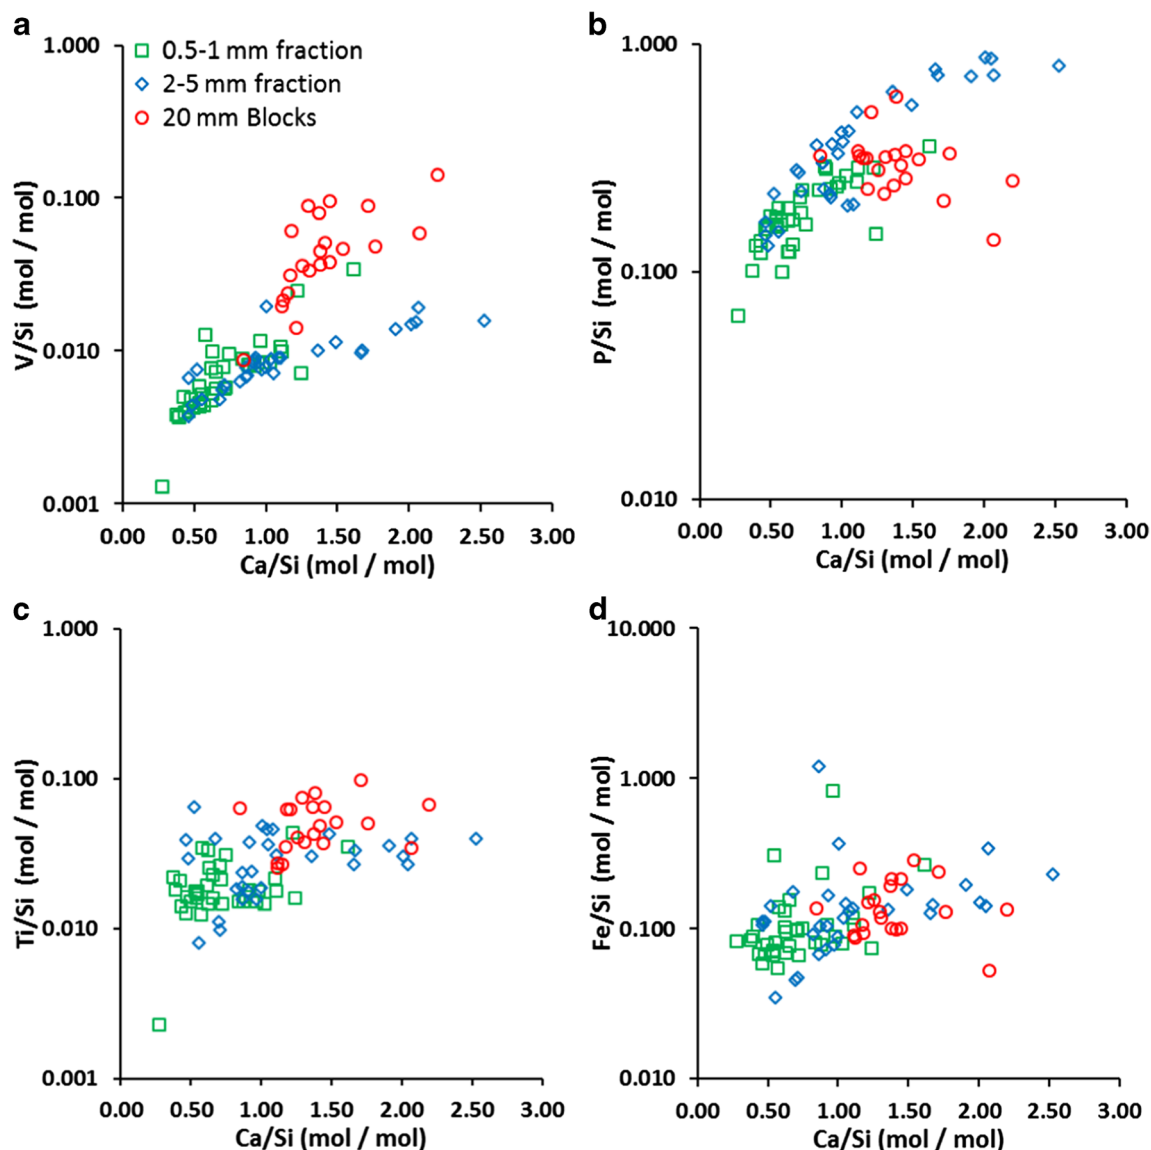 a
1.000
0.100
0.010
0.001
V/Si (mol / mol)
0.5-1 mm fraction
2-5 mm fraction
20 mm Blocks
0.00 0.50 1.00 1.50 2.00 2.50 3.00
Ca/Si (mol / mol)
b
1.000
0.100
0.010
P/Si (mol / mol)
0.00 0.50 1.00 1.50 2.00 2.50 3.00
Ca/Si (mol / mol)
c
1.000
0.100
0.010
0.001
Ti/Si (mol / mol)
0.00 0.50 1.00 1.50 2.00 2.50 3.00
Ca/Si (mol / mol)
d
10.000
1.000
0.100
0.010
Fe/Si (mol / mol)
0.00 0.50 1.00 1.50 2.00 2.50 3.00
Ca/Si (mol / mol)